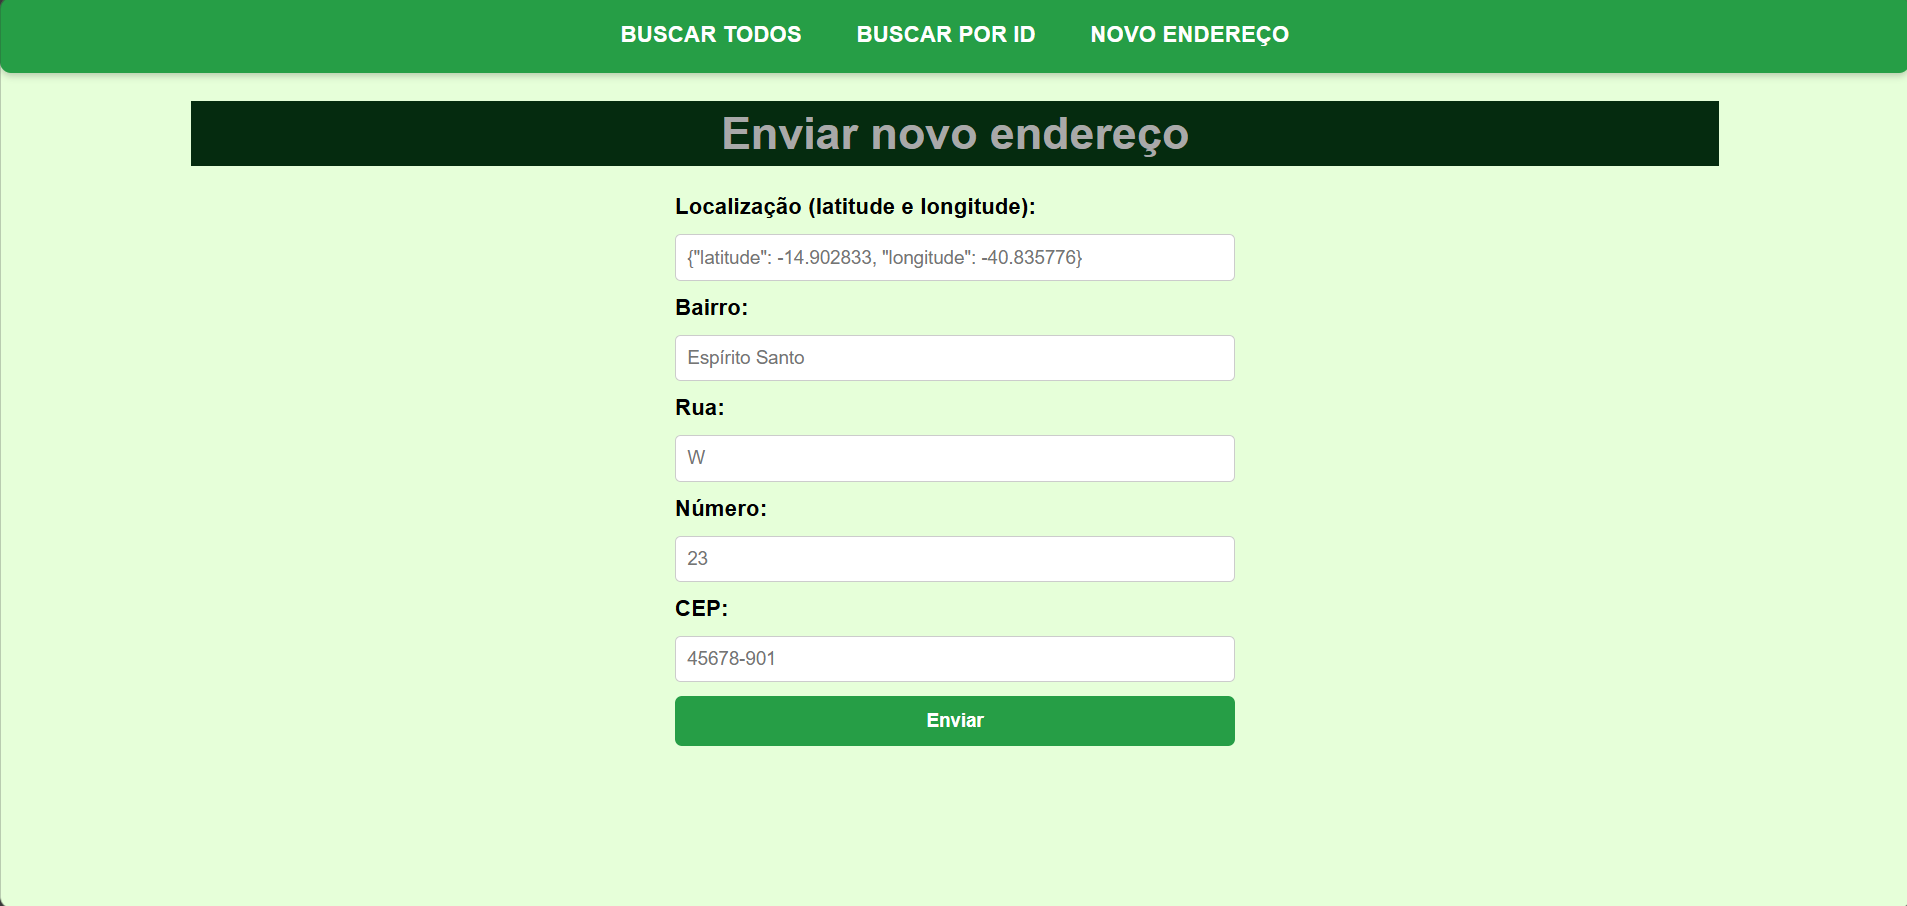 BUSCAR TODOS BUSCAR POR ID NOVO ENDEREÇO
Enviar novo endereço
Localização (latitude e longitude):
{"latitude": -14.902833, "longitude": -40.835776}
Bairro:
Espírito Santo
Rua:
W
Número:
23
CEP:
45678-901
Enviar